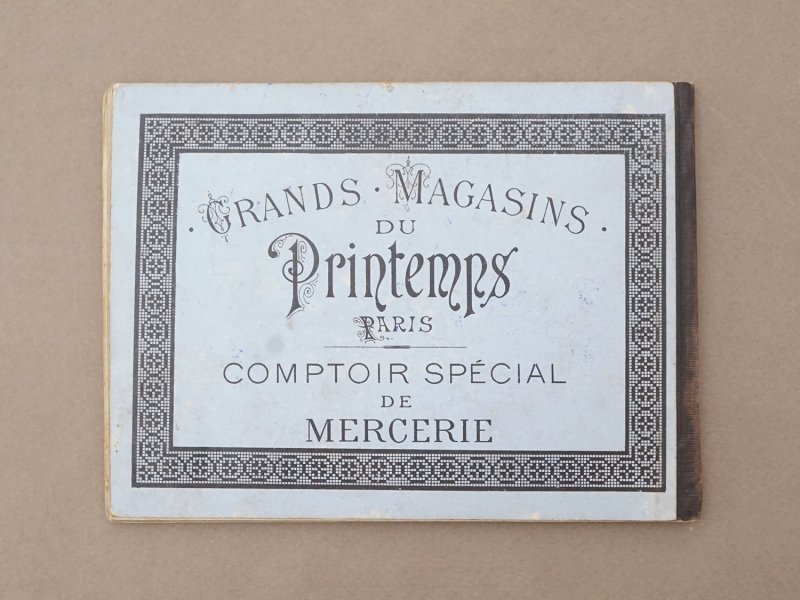 · GRANDS · MAGASINS ·
DU
Printemps
PARIS
COMPTOIR SPÉCIAL
DE
MERCERIE